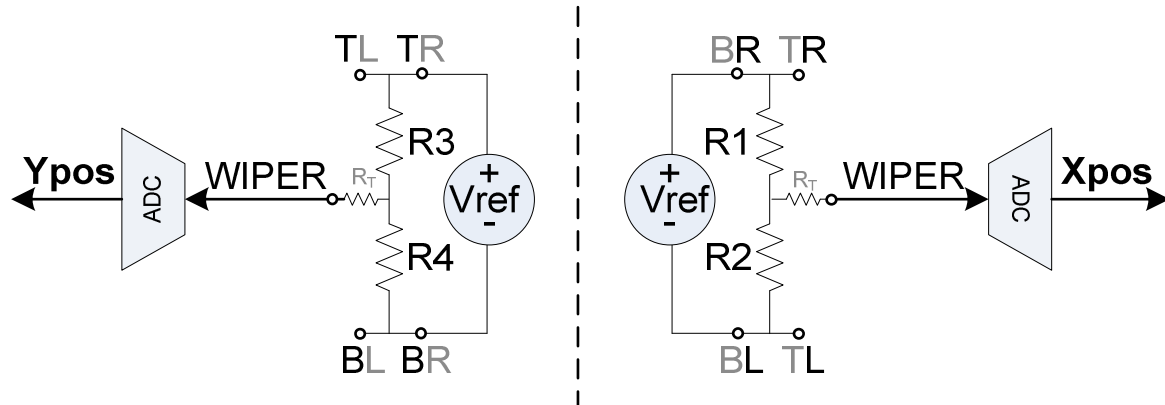 TL TR
R3
Ypos
ADC
WIPER
RT
+
Vref
-
R4
BL BR
BR TR
R1
+
Vref
-
RT
WIPER
ADC
Xpos
R2
BL TL